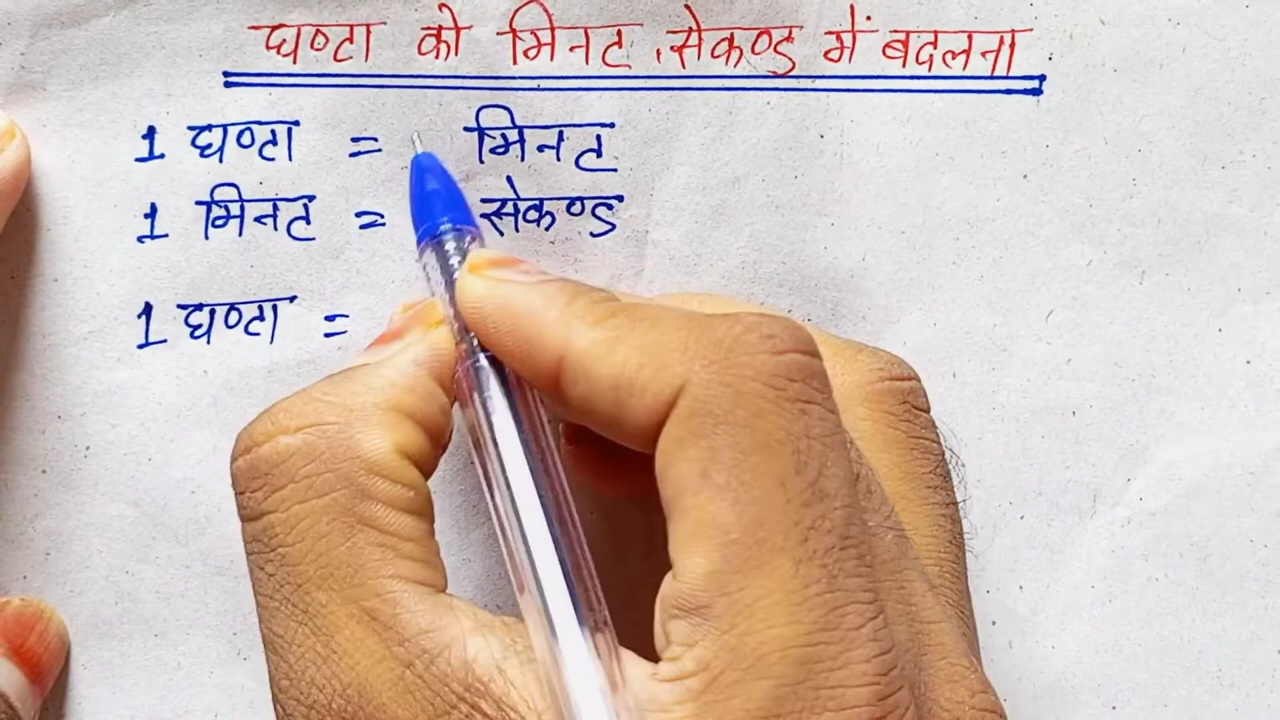 घण्टा को मिनट, सेकण्ड में बदलना
1 घण्टा = मिनट
1 मिनट = सेकण्ड
1 घण्टा =